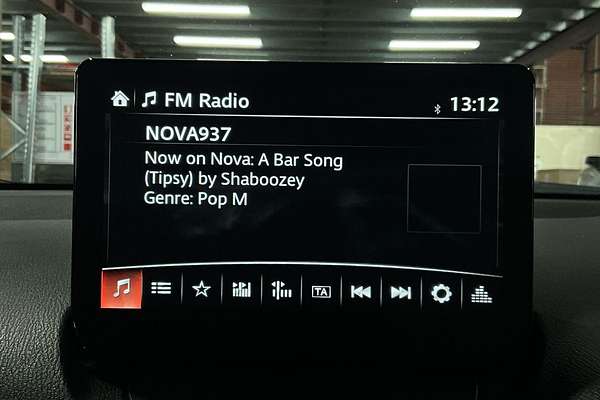 FM Radio
13:12
NOVA937
Now on Nova: A Bar Song
(Tipsy) by Shaboozey
Genre: Pop M
TA